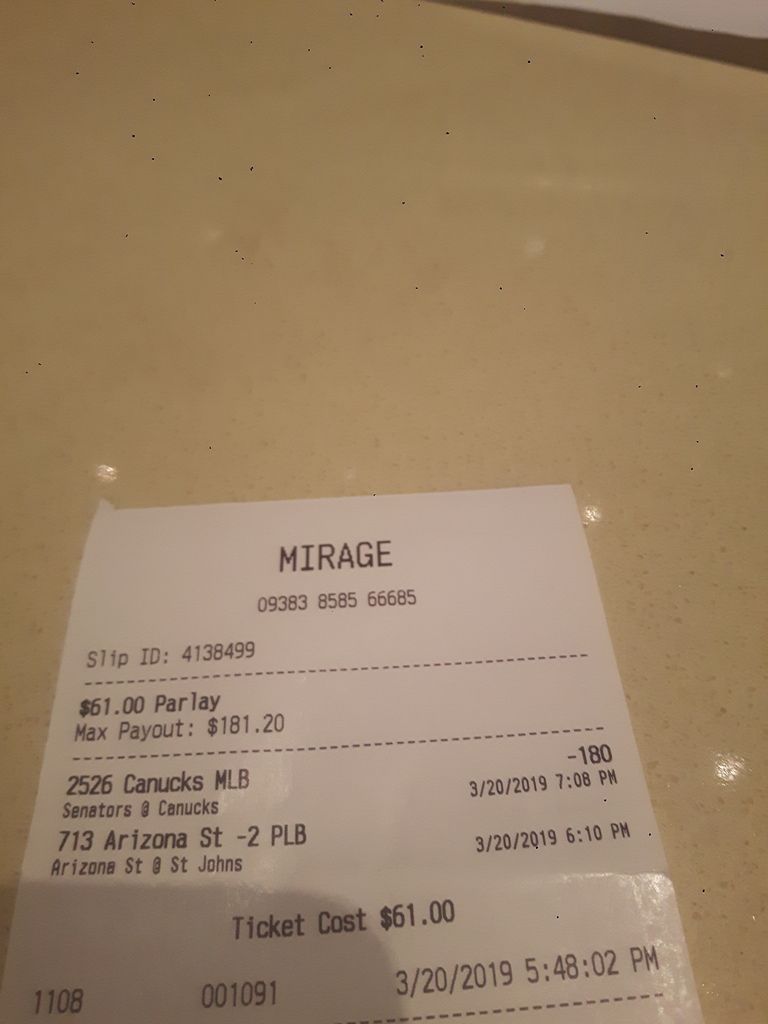 MIRAGE
09383 8585 66685
Slip ID: 4138499
$61.00 Parlay
Max Payout: $181.20
2526 Canucks MLB -180
Senators @ Canucks 3/20/2019 7:08 PM
713 Arizona St -2 PLB
Arizona St @ St Johns 3/20/2019 6:10 PM
Ticket Cost $61.00
1108 001091 3/20/2019 5:48:02 PM